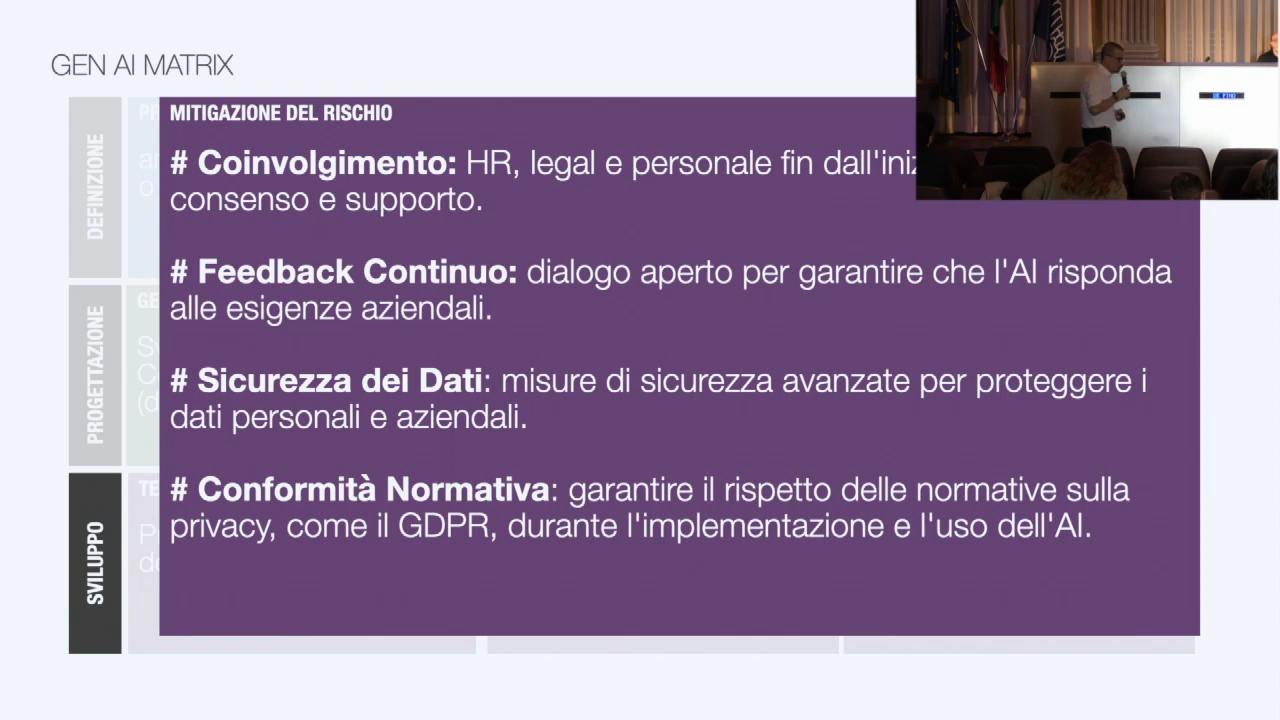 GEN AI MATRIX
DEFINIZIONE
PROGETTAZIONE
SVILUPPO
MITIGAZIONE DEL RISCHIO
# Coinvolgimento: HR, legal e personale fin
consenso e supporto.
# Feedback Continuo: dialogo aperto per garantire che l'AI risponda
alle esigenze aziendali.
# Sicurezza dei Dati: misure di sicurezza avanzate per proteggere i
dati personali e aziendali.
# Conformità Normativa: garantire il rispetto delle normative sulla
privacy, come il GDPR, durante l'implementazione e l'uso dell'AI.